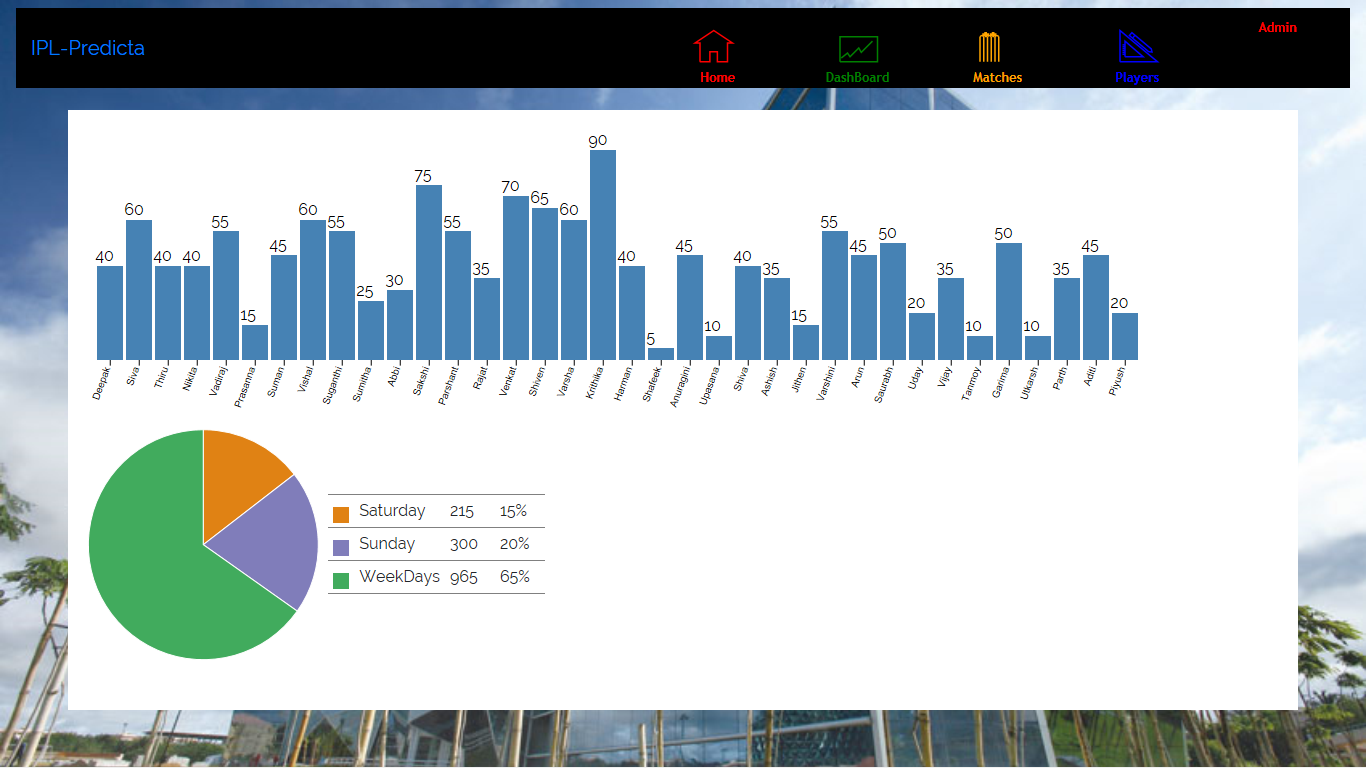 IPL-Predicta
Admin
Home DashBoard Matches Players
90
75
70
65
60 60 60
55 55 55 55
50 50
45 45 45 45
40 40 40 40 40
35 35 35 35
30
25
20 20
15 15
10 10 10
5
Deepak Siva Thiru Nikita Vadiraj Prasanna Suman Vishal Suganthi Sumitha Abbi Sakshi Parshant Rajat Venkat Shiven Varsha Krithika Harman Shafeek Anuragini Upasana Shiva Ashish Jithen Varshini Arun Saurabh Uday Vijay Tanmoy Garima Utkarsh Parth Aditi Piyush
Saturday 215 15%
Sunday 300 20%
WeekDays 965 65%